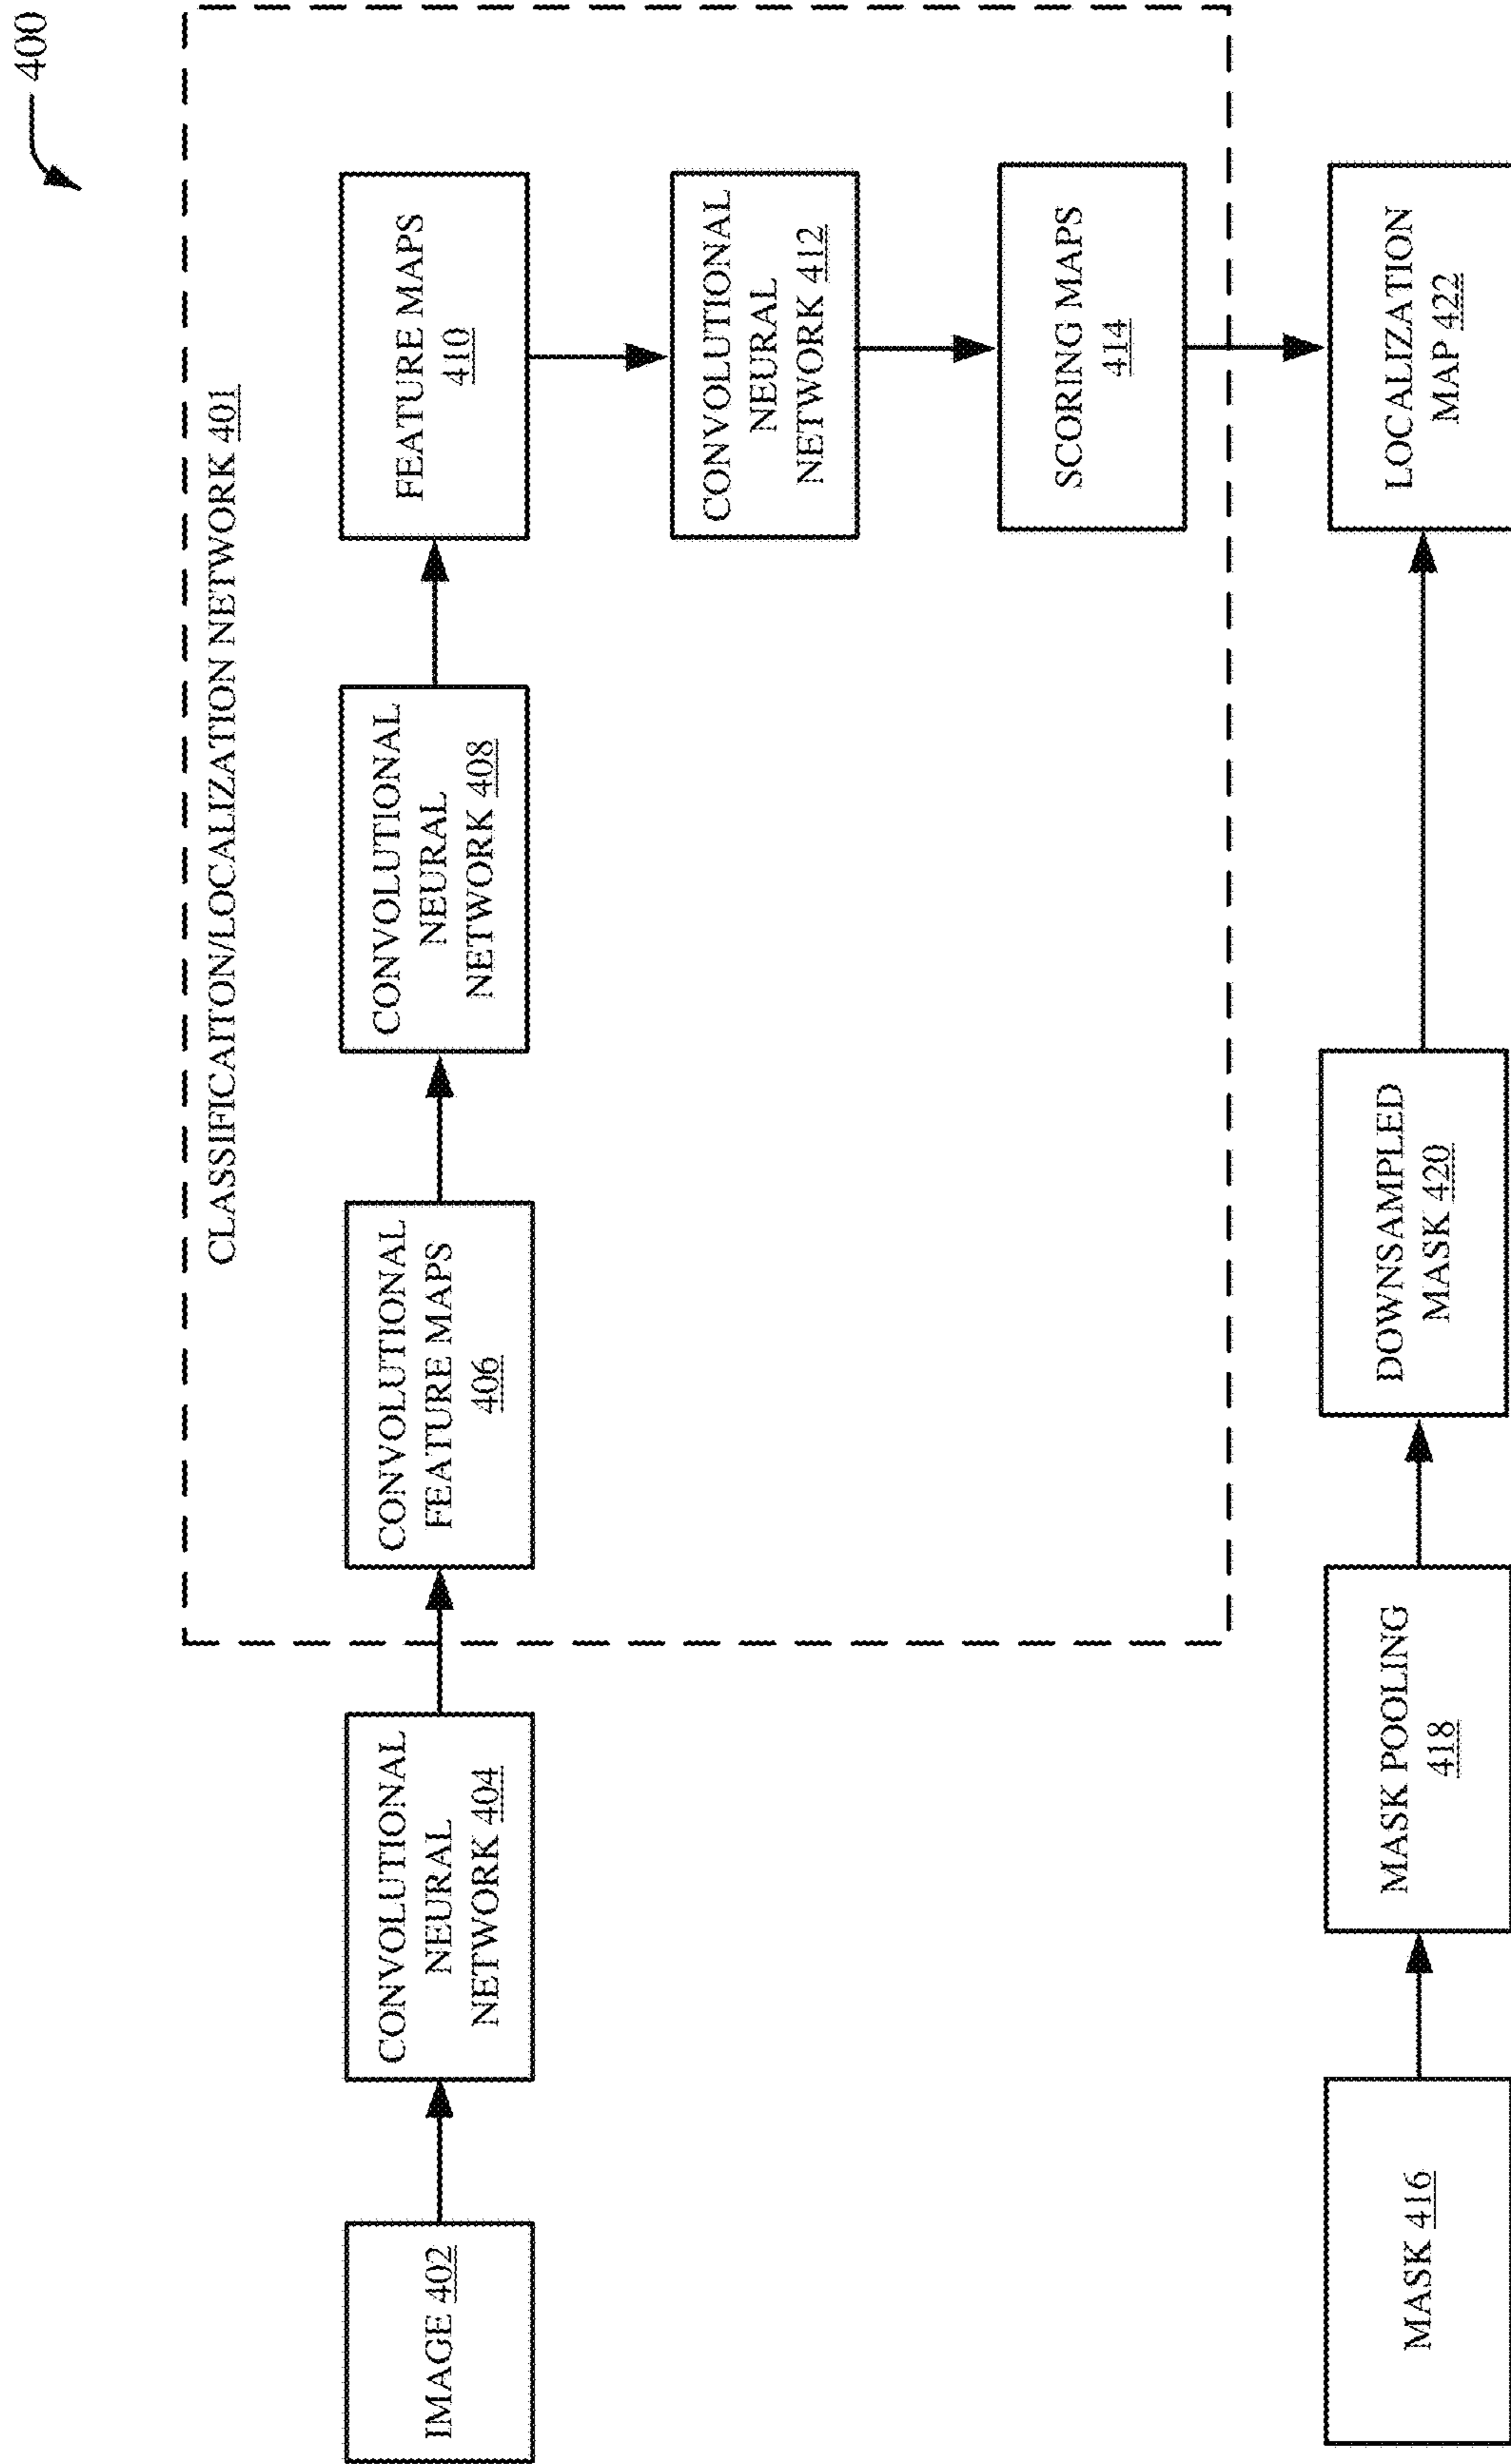 400
CLASSIFICAITON/LOCALIZATION NETWORK 401
IMAGE 402
CONVOLUTIONAL
NEURAL
NETWORK 404
CONVOLUTIONAL
FEATURE MAPS
406
CONVOLUTIONAL
NEURAL
NETWORK 408
FEATURE MAPS
410
CONVOLUTIONAL
NEURAL
NETWORK 412
SCORING MAPS
414
MASK 416
MASK POOLING
418
DOWNSAMPLED
MASK 420
LOCALIZATION
MAP 422